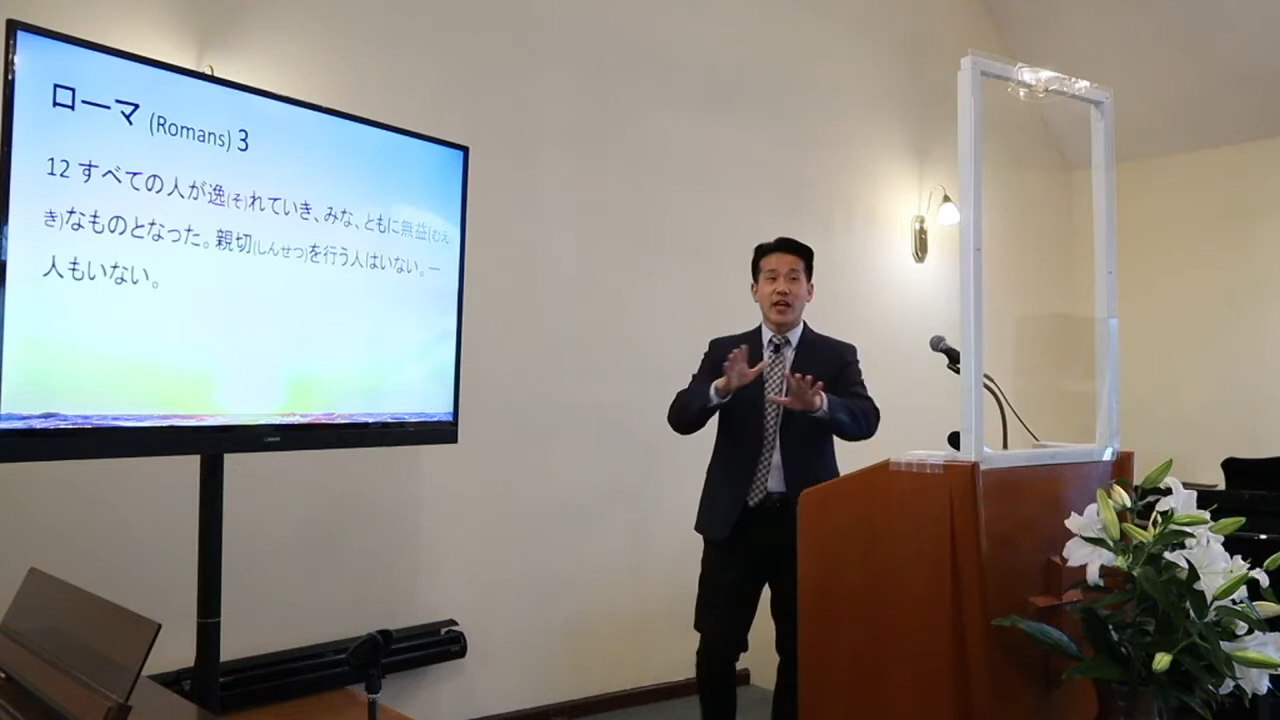 ローマ (Romans) 3
12 すべての人が逸(そ)れていき、みな、ともに無益(むえ
き)なものとなった。親切(しんせつ)を行う人はいない。一
人もいない。